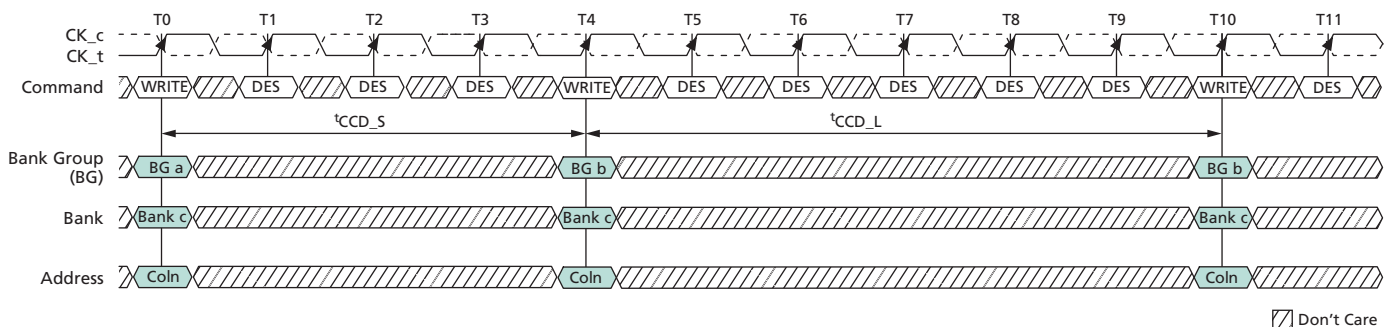 T0 T1 T2 T3 T4 T5 T6 T7 T8 T9 T10 T11
CK_c
CK_t
Command WRITE DES DES DES WRITE DES DES DES DES DES WRITE DES
tCCD_S tCCD_L
Bank Group
(BG) BG a BG b BG b
Bank Bank c Bank c Bank c
Address Coln Coln Coln
Don't Care